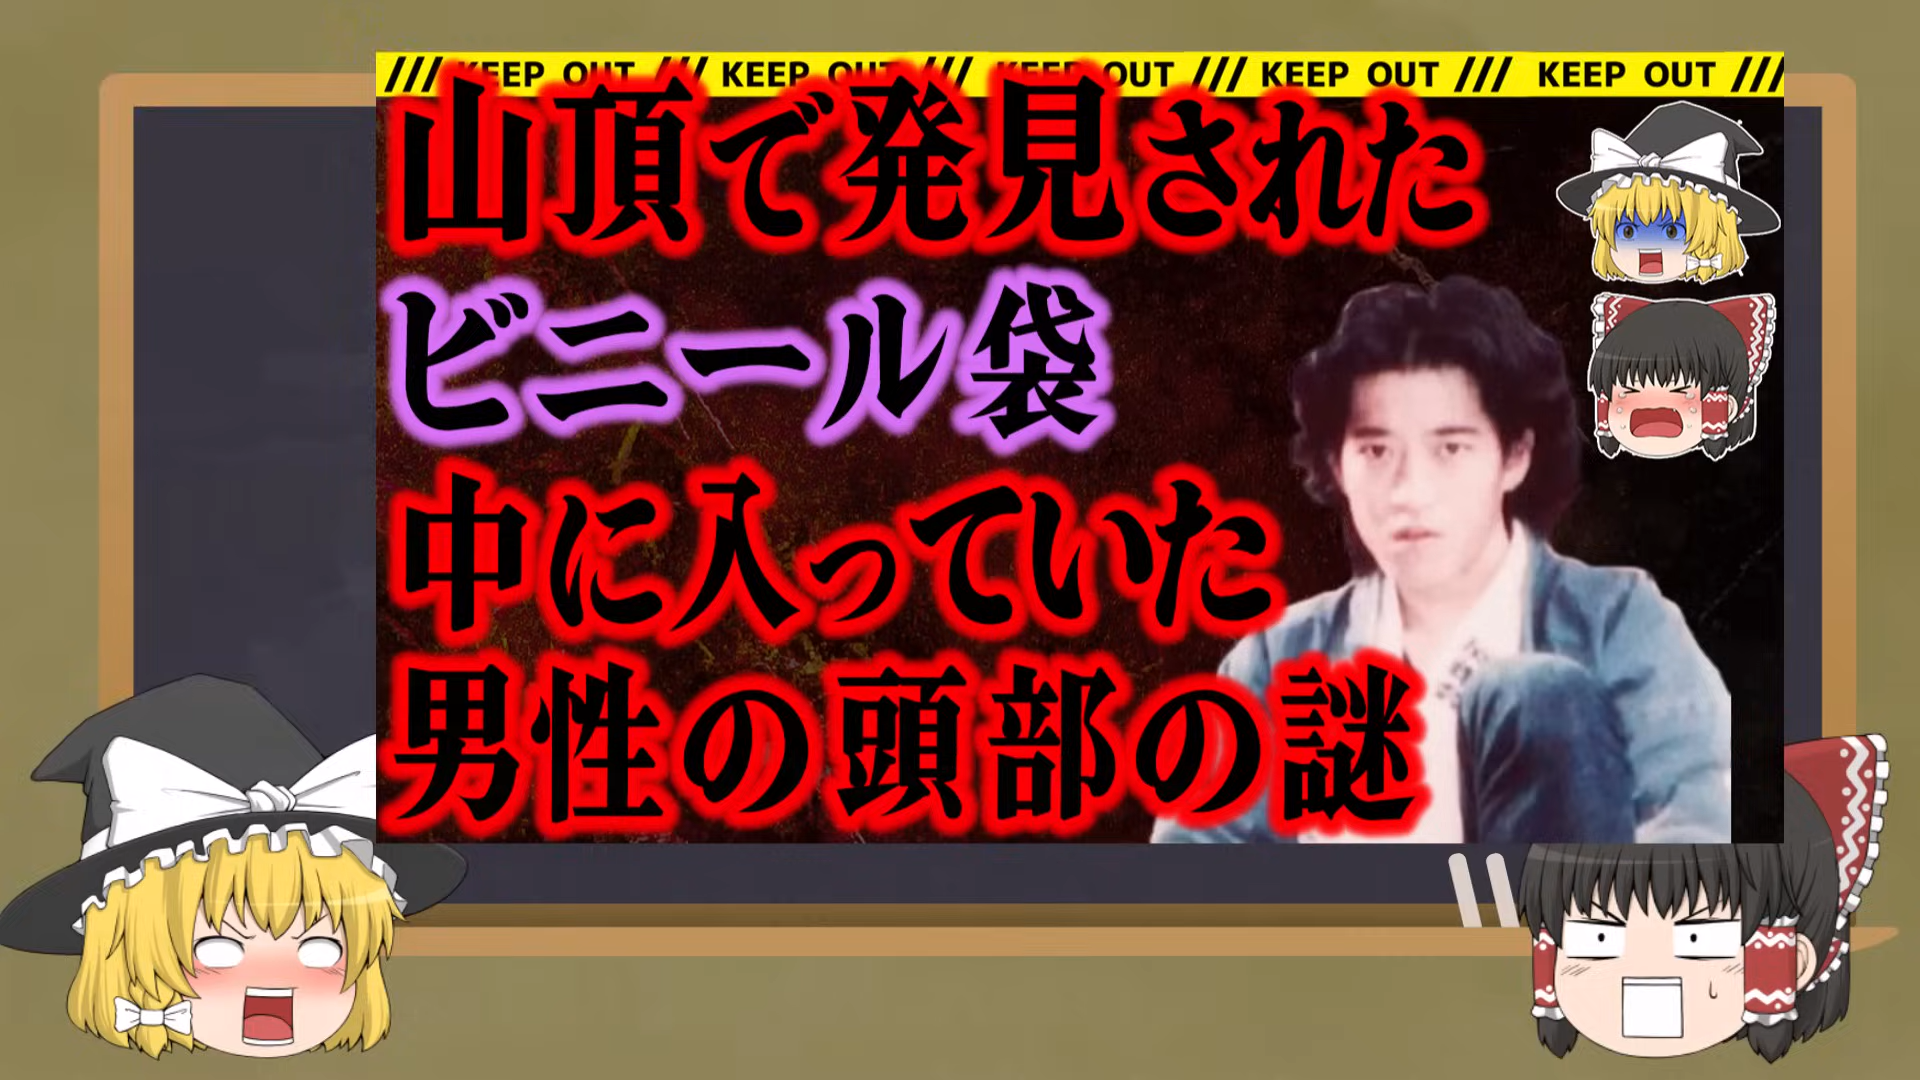 /// KEEP OUT /// KEEP OUT /// KEEP OUT /// KEEP OUT /// KEEP OUT ///
山頂で発見された
ビニール袋
中に入っていた
男性の頭部の謎